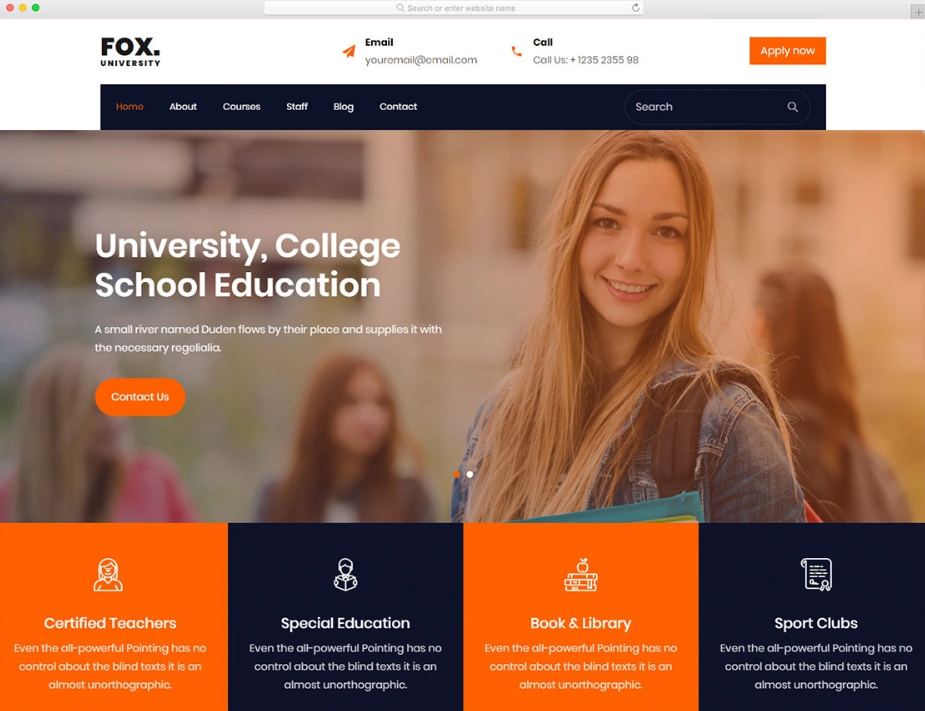 Search or enter website name
FOX.
UNIVERSITY
Email
youremail@email.com
Call
Call Us: + 1235 2355 98
Apply now
Home
About
Courses
Staff
Blog
Contact
Search
University, College
School Education
A small river named Duden flows by their place and supplies it with
the necessary regelialia.
Contact Us
Certified Teachers
Even the all-powerful Pointing has no
control about the blind texts it is an
almost unorthographic.
Special Education
Even the all-powerful Pointing has no
control about the blind texts it is an
almost unorthographic.
Book & Library
Even the all-powerful Pointing has no
control about the blind texts it is an
almost unorthographic.
Sport Clubs
Even the all-powerful Pointing has no
control about the blind texts it is an
almost unorthographic.